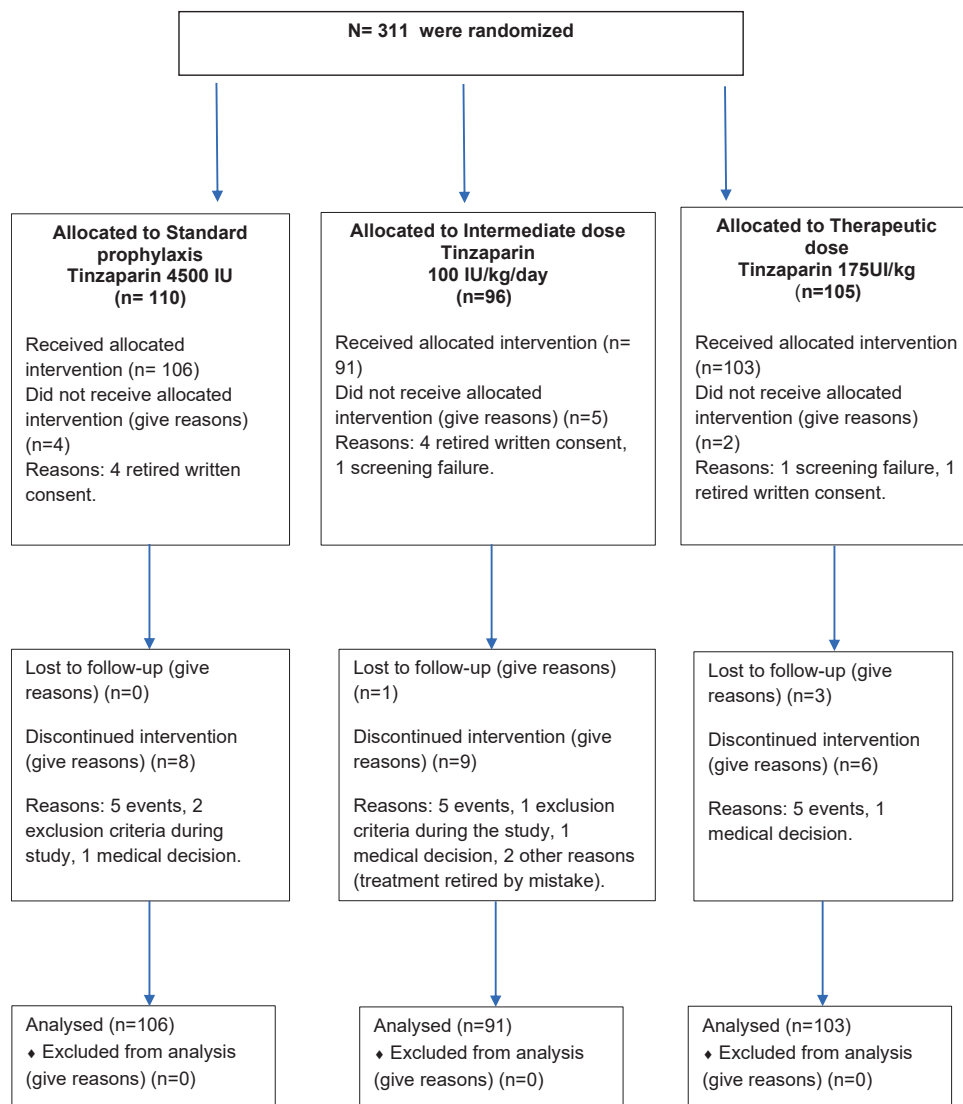 N= 311 were randomized
Allocated to Standard
prophylaxis
Tinzaparin 4500 IU
(n= 110)
Received allocated
intervention (n= 106)
Did not receive allocated
intervention (give reasons)
(n=4)
Reasons: 4 retired written
consent.
Allocated to Intermediate dose
Tinzaparin
100 IU/kg/day
(n=96)
Received allocated intervention (n=
91)
Did not receive allocated
intervention (give reasons) (n=5)
Reasons: 4 retired written consent,
1 screening failure.
Allocated to Therapeutic
dose
Tinzaparin 175UI/kg
(n=105)
Received allocated intervention
(n=103)
Did not receive allocated
intervention (give reasons)
(n=2)
Reasons: 1 screening failure, 1
retired written consent.
Lost to follow-up (give
reasons) (n=0)
Discontinued intervention
(give reasons) (n=8)
Reasons: 5 events, 2
exclusion criteria during
study, 1 medical decision.
Lost to follow-up (give reasons)
(n=1)
Discontinued intervention (give
reasons) (n=9)
Reasons: 5 events, 1 exclusion
criteria during the study, 1
medical decision, 2 other reasons
(treatment retired by mistake).
Lost to follow-up (give
reasons) (n=3)
Discontinued intervention
(give reasons) (n=6)
Reasons: 5 events, 1
medical decision.
Analysed (n=106)
♦ Excluded from analysis
(give reasons) (n=0)
Analysed (n=91)
♦ Excluded from analysis
(give reasons) (n=0)
Analysed (n=103)
♦ Excluded from analysis
(give reasons) (n=0)